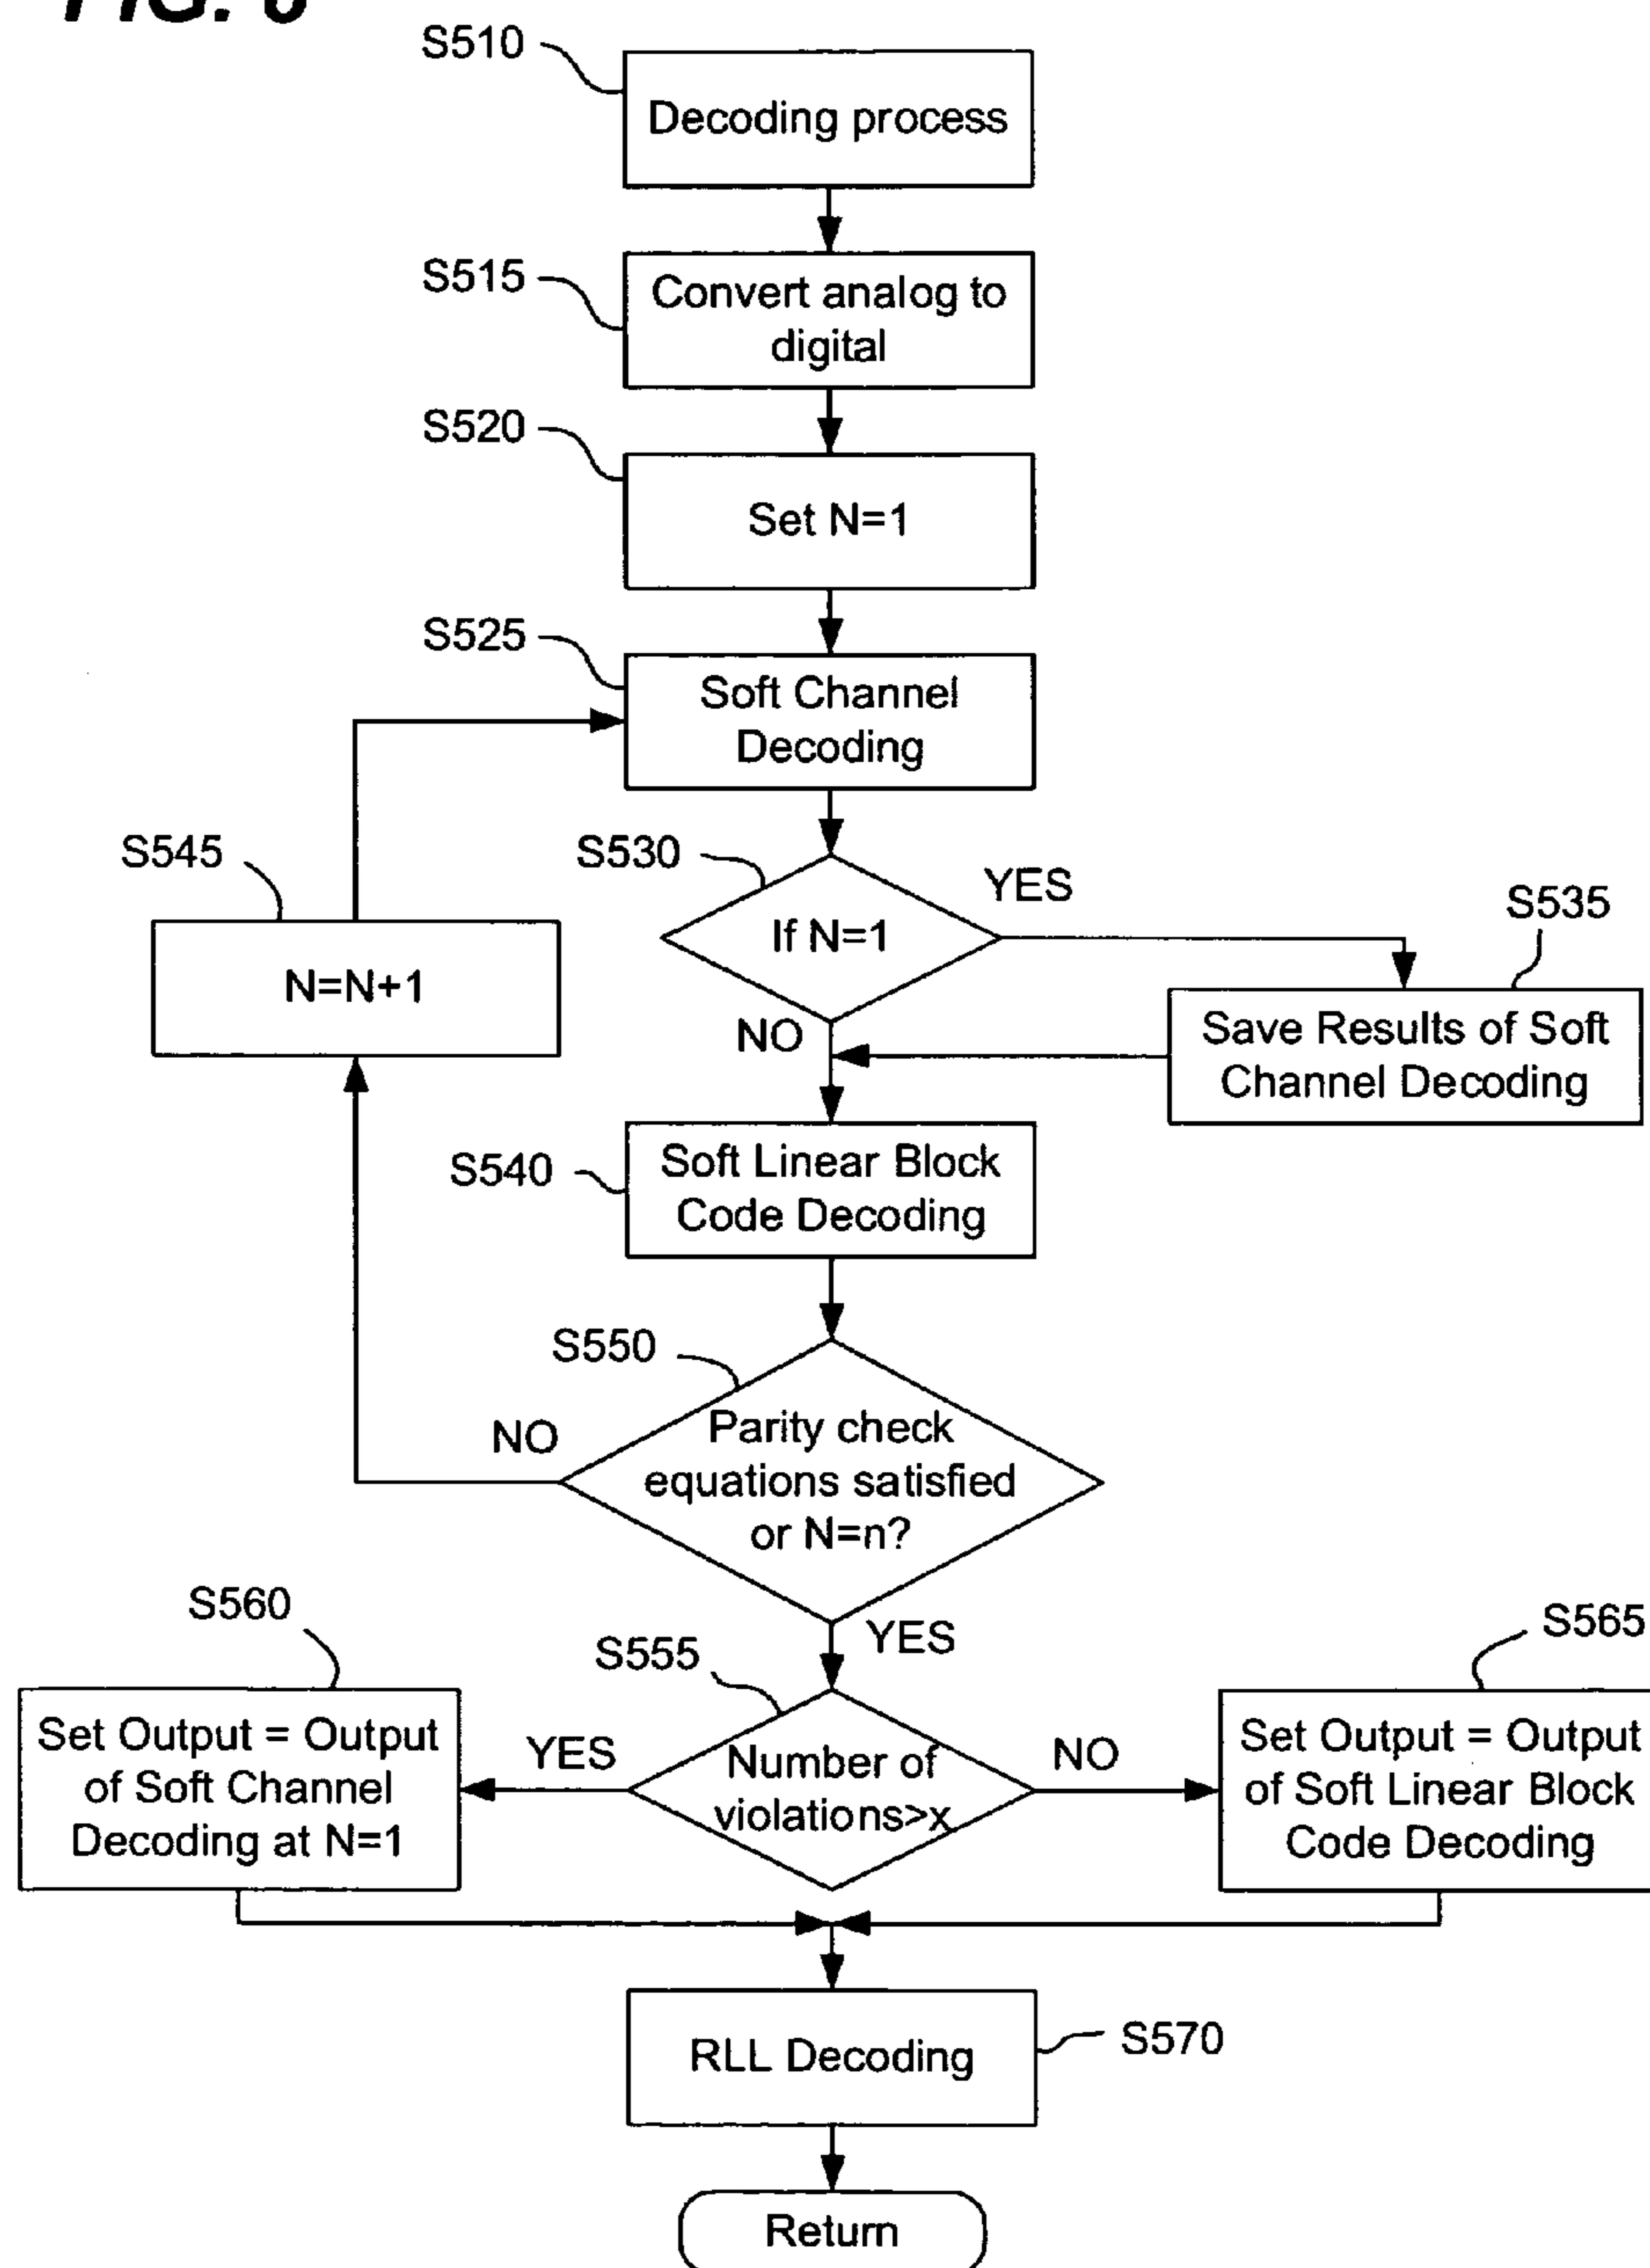 FIG.
S510
Decoding process
S515
Convert analog to
digital
S520
Set N=1
S525
Soft Channel
Decoding
S545
N=N+1
S530
If N=1
YES
NO
S535
Save Results of Soft
Channel Decoding
S540
Soft Linear Block
Code Decoding
S550
Parity check
equations satisfied
or N=n?
NO
YES
S555
Number of
violations>x
YES
NO
S560
Set Output = Output
of Soft Channel
Decoding at N=1
S565
Set Output = Output
of Soft Linear Block
Code Decoding
RLL Decoding
S570
Return